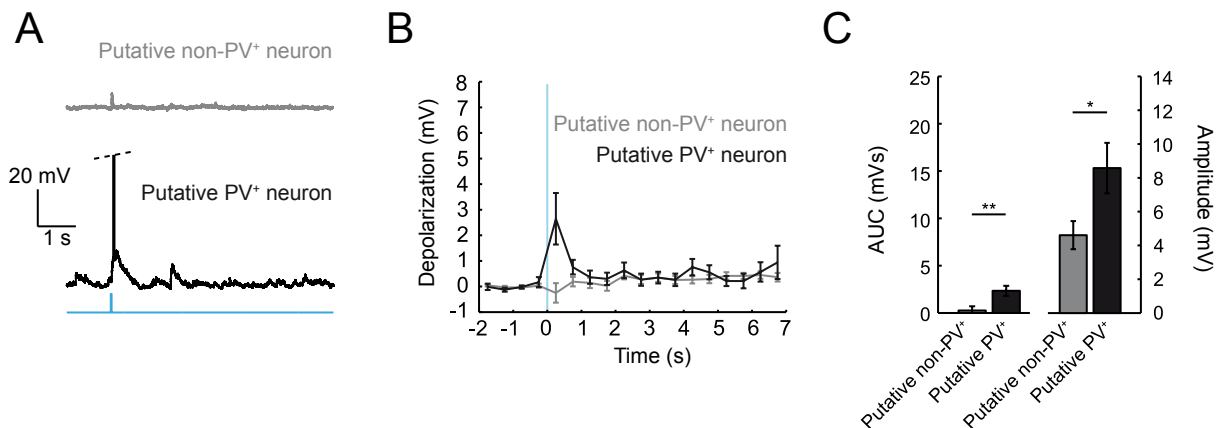 A
Putative non-PV⁺ neuron
20 mV
1 s
Putative PV⁺ neuron
B
Depolarization (mV)
8
7
6
5
4
3
2
1
0
-1
-2 -1 0 1 2 3 4 5 6 7
Time (s)
Putative non-PV⁺ neuron
Putative PV⁺ neuron
C
AUC (mVs)
25
20
15
10
5
0
**
*
14
12
10
8
6
4
2
0
Amplitude (mV)
Putative non-PV⁺
Putative PV⁺
Putative non-PV⁺
Putative PV⁺